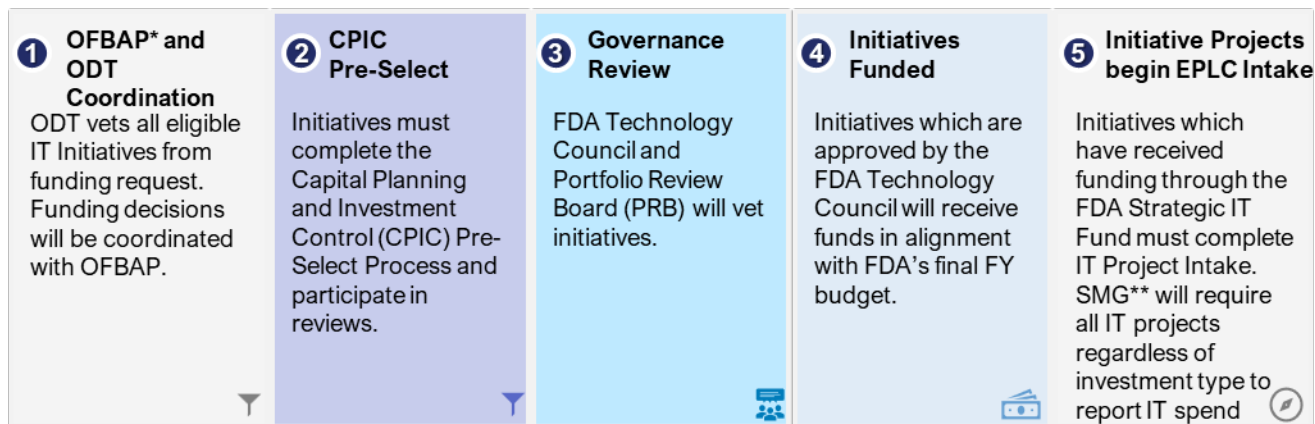 1
OFBAP* and
ODT
Coordination
ODT vets all eligible
IT Initiatives from
funding request.
Funding decisions
will be coordinated
with OFBAP.
2
CPIC
Pre-Select
Initiatives must
complete the
Capital Planning
and Investment
Control (CPIC) Pre-
Select Process and
participate in
reviews.
3
Governance
Review
FDA Technology
Council and
Portfolio Review
Board (PRB) will vet
initiatives.
4
Initiatives
Funded
Initiatives which are
approved by the
FDA Technology
Council will receive
funds in alignment
with FDA’s final FY
budget.
5
Initiative Projects
begin EPLC Intake
Initiatives which
have received
funding through the
FDA Strategic IT
Fund must complete
IT Project Intake.
SMG** will require
all IT projects
regardless of
investment type to
report IT spend